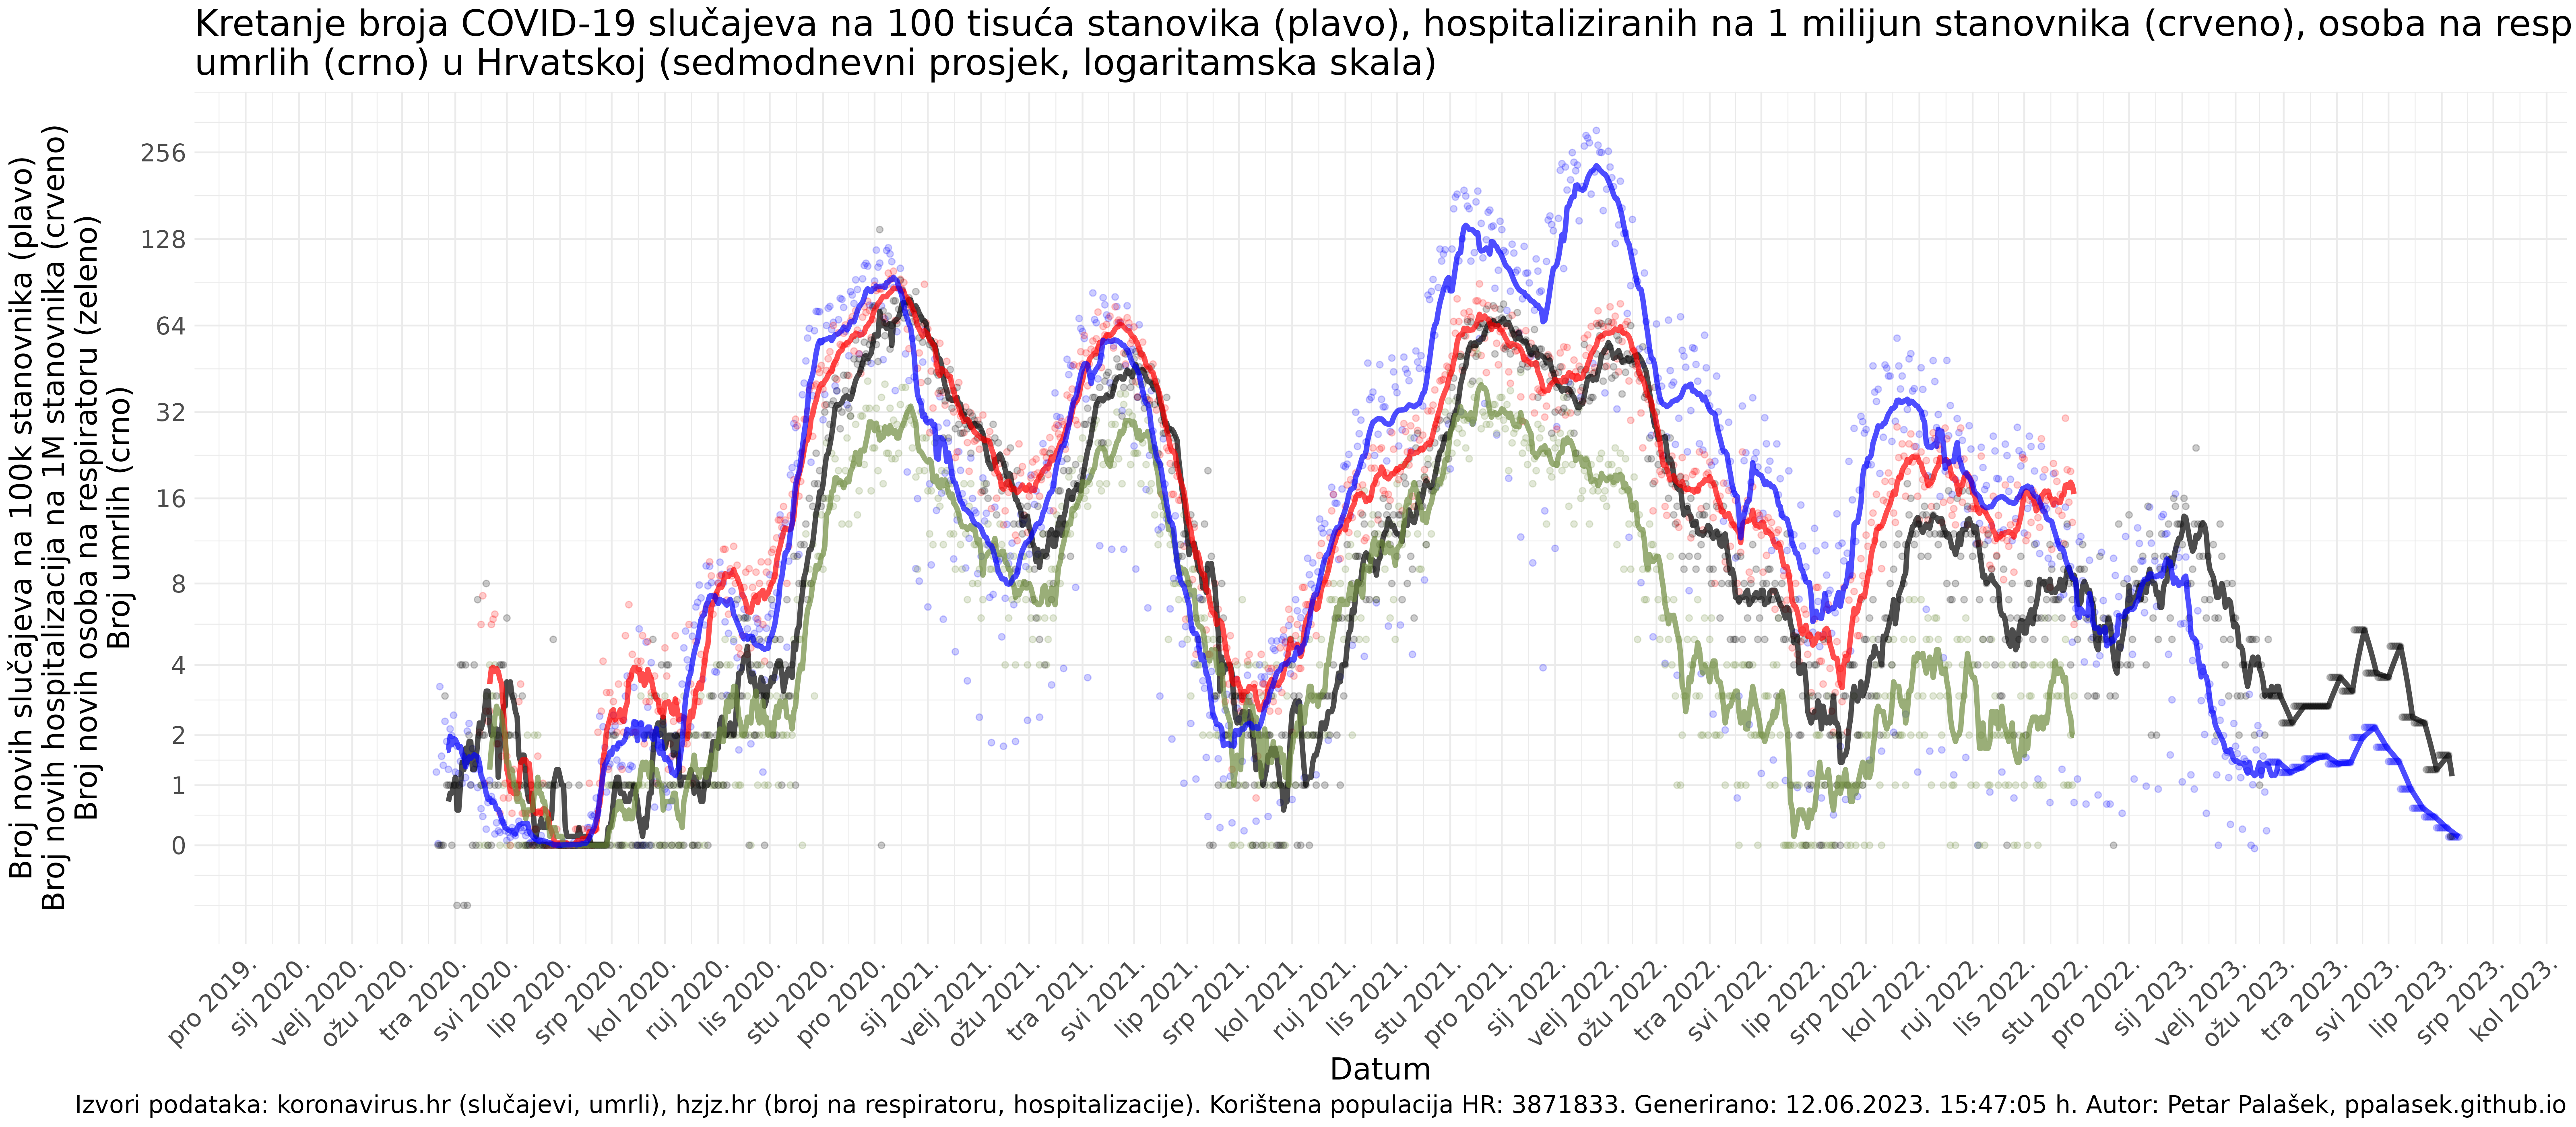 Kretanje broja COVID-19 slučajeva na 100 tisuća stanovika (plavo), hospitaliziranih na 1 milijun stanovnika (crveno), osoba na resp
umrlih (crno) u Hrvatskoj (sedmodnevni prosjek, logaritamska skala)
Broj novih slučajeva na 100k stanovnika (plavo)
Broj novih hospitalizacija na 1M stanovnika (crveno)
Broj novih osoba na respiratoru (zeleno)
Broj umrlih (crno)
256
128
64
32
16
8
4
2
1
0
pro 2019.
sij 2020.
velj 2020.
ožu 2020.
tra 2020.
svi 2020.
lip 2020.
srp 2020.
kol 2020.
ruj 2020.
lis 2020.
stu 2020.
pro 2020.
sij 2021.
velj 2021.
ožu 2021.
tra 2021.
svi 2021.
lip 2021.
srp 2021.
kol 2021.
ruj 2021.
lis 2021.
stu 2021.
pro 2021.
sij 2022.
velj 2022.
ožu 2022.
tra 2022.
svi 2022.
lip 2022.
srp 2022.
kol 2022.
ruj 2022.
lis 2022.
stu 2022.
pro 2022.
sij 2023.
velj 2023.
ožu 2023.
tra 2023.
svi 2023.
lip 2023.
srp 2023.
kol 2023.
Datum
Izvori podataka: koronavirus.hr (slučajevi, umrli), hzjz.hr (broj na respiratoru, hospitalizacije). Korištena populacija HR: 3871833. Generirano: 12.06.2023. 15:47:05 h. Autor: Petar Palašek, ppalasek.github.io